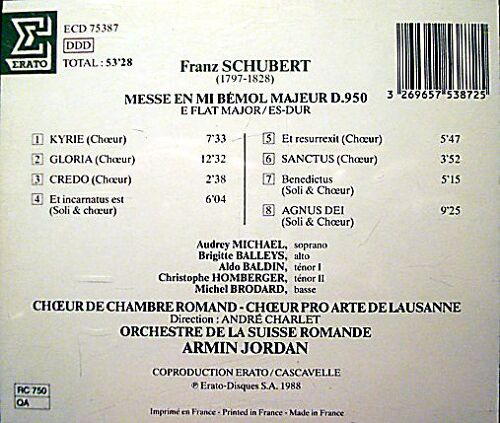 ERATO
ECD 75387
DDD
TOTAL : 53'28
Franz SCHUBERT
(1797-1828)
MESSE EN MI BÉMOL MAJEUR D.950
E FLAT MAJOR/ES-DUR
3 269657 538725
1 KYRIE (Chœur) 7'33
2 GLORIA (Chœur) 12'32
3 CREDO (Chœur) 2'38
4 Et incarnatus est 6'04
(Soli & chœur)
5 Et resurrexit (Chœur) 5'47
6 SANCTUS (Chœur) 3'52
7 Benedictus 5'15
(Soli & Chœur)
8 AGNUS DEI 9'25
(Soli & chœur)
Audrey MICHAEL, soprano
Brigitte BALLEYS, alto
Aldo BALDIN, ténor I
Christophe HOMBERGER, ténor II
Michel BRODARD, basse
CHŒUR DE CHAMBRE ROMAND - CHŒUR PRO ARTE DE LAUSANNE
Direction : ANDRÉ CHARLET
ORCHESTRE DE LA SUISSE ROMANDE
ARMIN JORDAN
COPRODUCTION ERATO / CASCAVELLE
℗ Erato-Disques S.A. 1988
RC 750
QA
Imprimé en France - Printed in France - Made in France